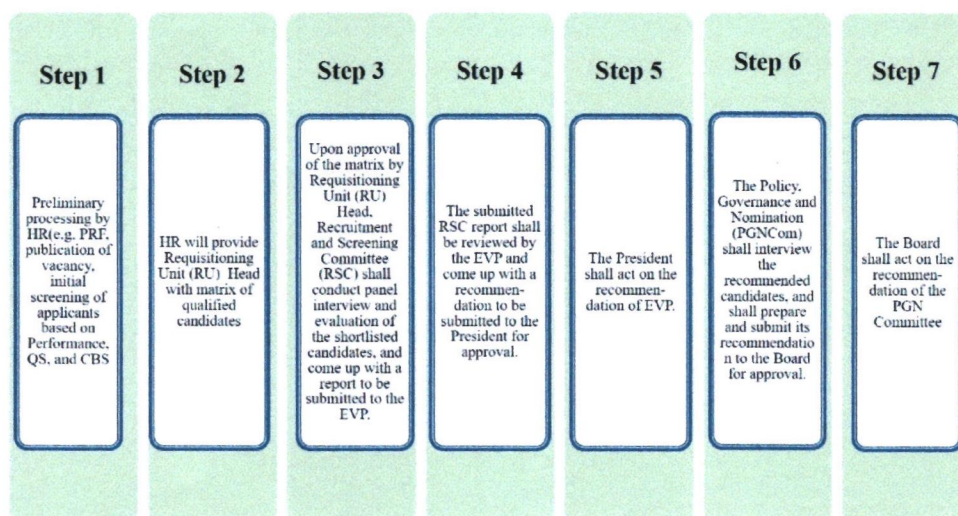 Step 1
Preliminary
processing by
HR(e.g. PRF,
publication of
vacancy,
initial
screening of
applicants
based on
Performance,
QS, and CBS
Step 2
HR will provide
Requisitioning
Unit (RU) Head
with matrix of
qualified
candidates
Step 3
Upon approval
of the matrix by
Requisitioning
Unit (RU)
Head,
Recruitment
and Screening
Committee
(RSC) shall
conduct panel
interview and
evaluation of
the shortlisted
candidates, and
come up with a
report to be
submitted to the
EVP.
Step 4
The submitted
RSC report shall
be reviewed by
the EVP and
come up with a
recommen-
dation to be
submitted to the
President for
approval.
Step 5
The President
shall act on the
recommen-
dation of EVP.
Step 6
The Policy,
Governance and
Nomination
(PGNCom)
shall interview
the
recommended
candidates, and
shall prepare
and submit its
recommendatio
n to the Board
for approval.
Step 7
The Board
shall act on the
recommen-
dation of the
PGN
Committee